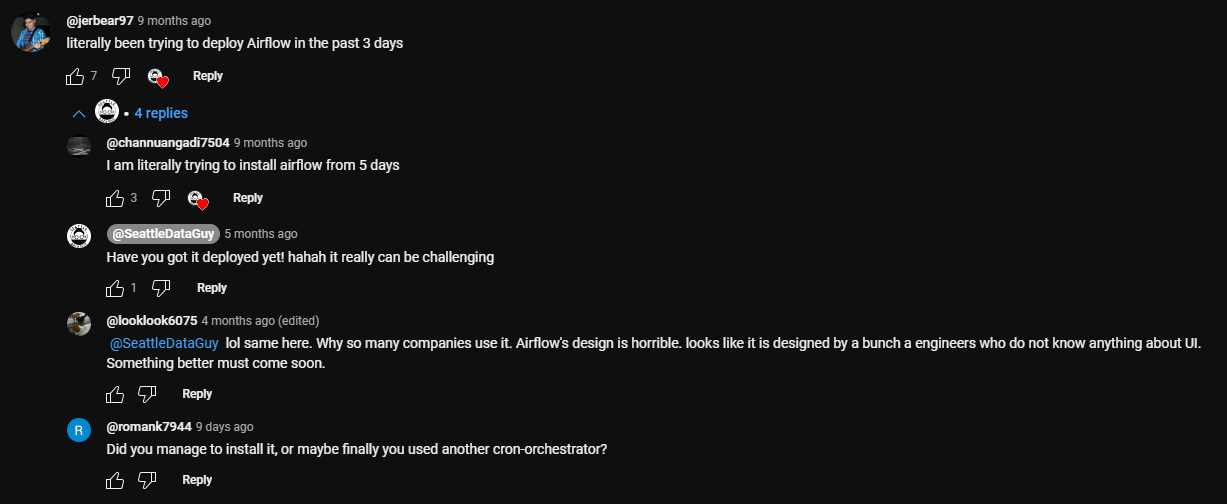 @jerbear97 9 months ago
literally been trying to deploy Airflow in the past 3 days
7 Reply
4 replies
@channuangadi7504 9 months ago
I am literally trying to install airflow from 5 days
3 Reply
@SeattleDataGuy 5 months ago
Have you got it deployed yet! hahah it really can be challenging
1 Reply
@looklook6075 4 months ago (edited)
@SeattleDataGuy lol same here. Why so many companies use it. Airflow's design is horrible. looks like it is designed by a bunch a engineers who do not know anything about UI.
Something better must come soon.
Reply
R
@romank7944 9 days ago
Did you manage to install it, or maybe finally you used another cron-orchestrator?
Reply